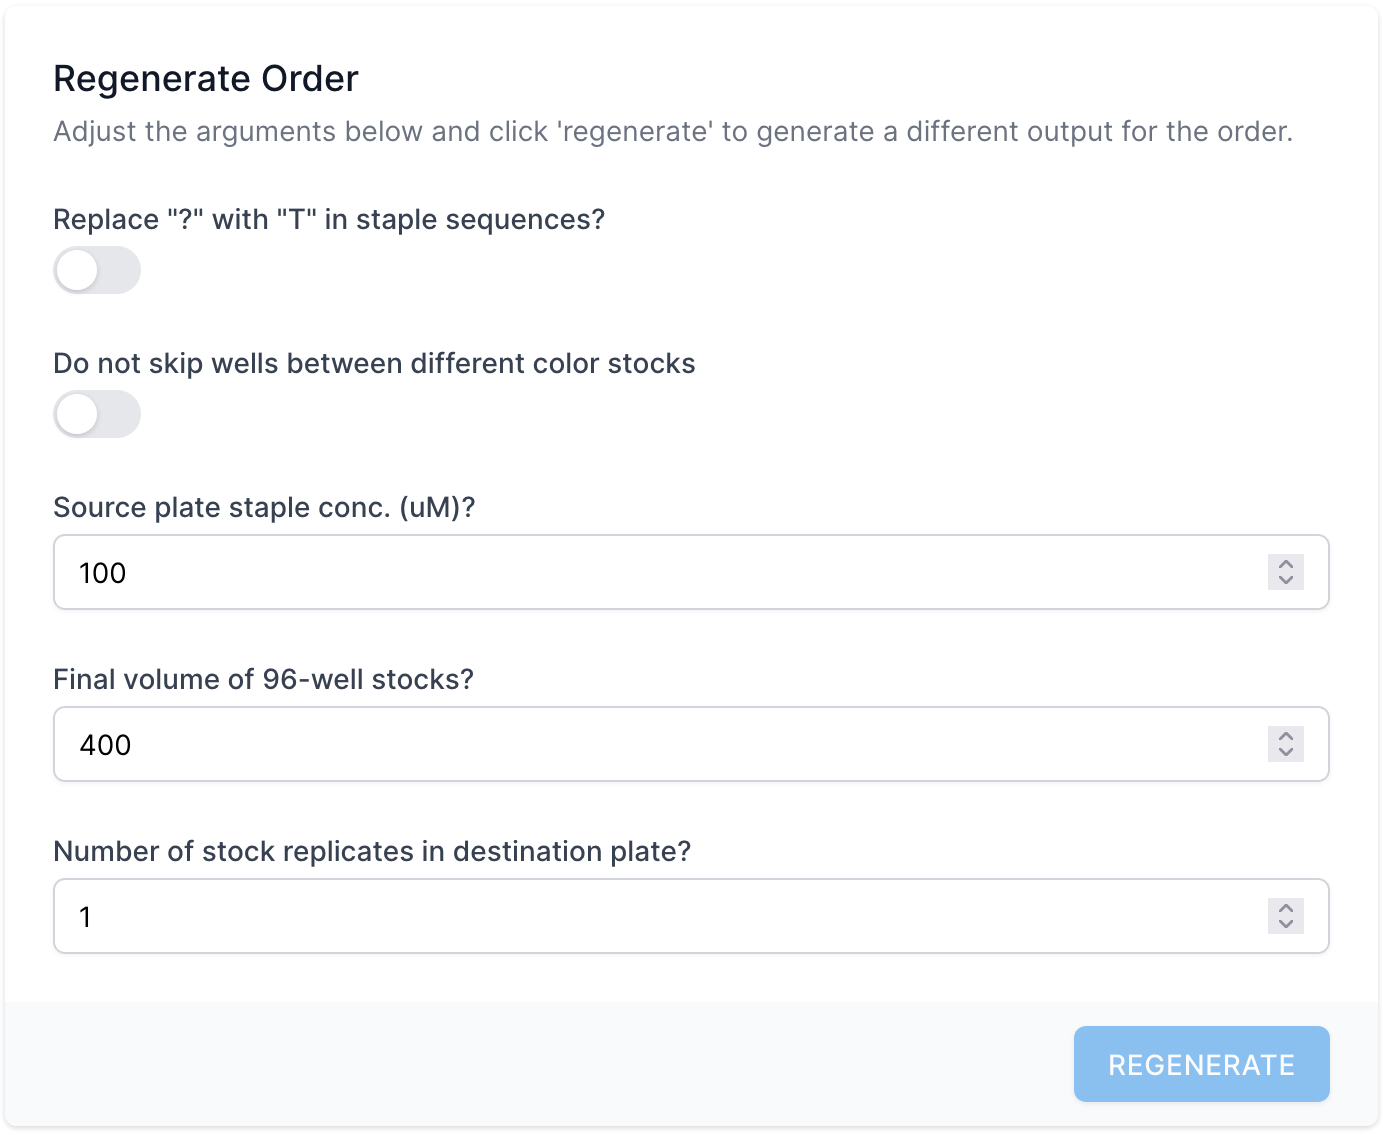 Regenerate Order
Adjust the arguments below and click 'regenerate' to generate a different output for the order.
Replace "?" with "T" in staple sequences?
Do not skip wells between different color stocks
Source plate staple conc. (uM)?
100
Final volume of 96-well stocks?
400
Number of stock replicates in destination plate?
1
REGENERATE